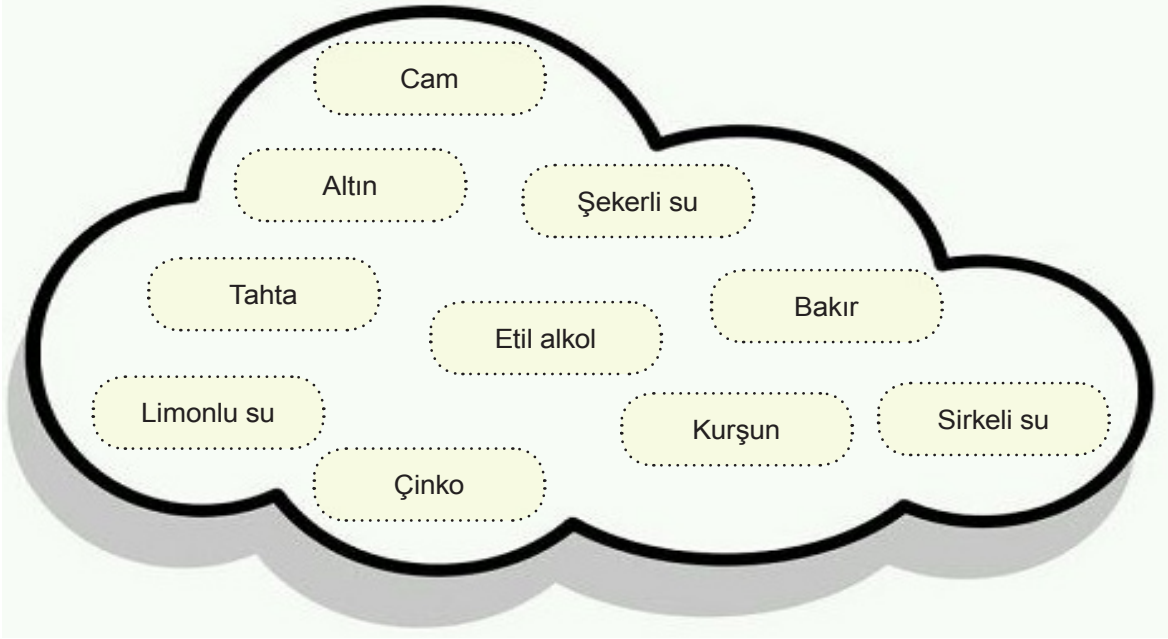 Cam
Altın
Şekerli su
Tahta
Bakır
Etil alkol
Limonlu su
Kurşun
Sirkeli su
Çinko